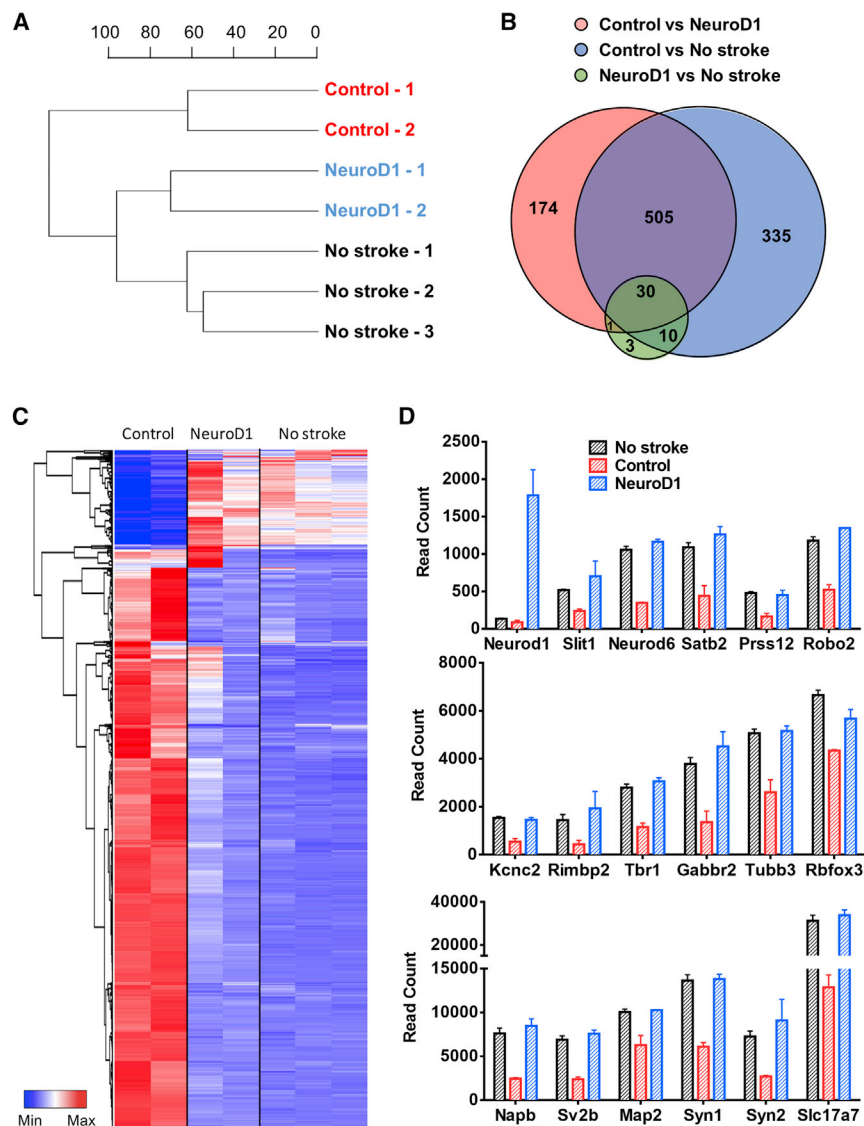 A
100 80 60 40 20 0
Control - 1
Control - 2
NeuroD1 - 1
NeuroD1 - 2
No stroke - 1
No stroke - 2
No stroke - 3
B
Control vs NeuroD1
Control vs No stroke
NeuroD1 vs No stroke
174
505
335
30
1
10
3
C
Control NeuroD1 No stroke
Min Max
D
No stroke
Control
NeuroD1
Read Count
2500
2000
1500
1000
500
0
Neurod1 Slit1 Neurod6 Satb2 Prss12 Robo2
Read Count
8000
6000
4000
2000
0
Kcnc2 Rimbp2 Tbr1 Gabbr2 Tubb3 Rbfox3
Read Count
40000
30000
20000
15000
10000
5000
0
Napb Sv2b Map2 Syn1 Syn2 Slc17a7